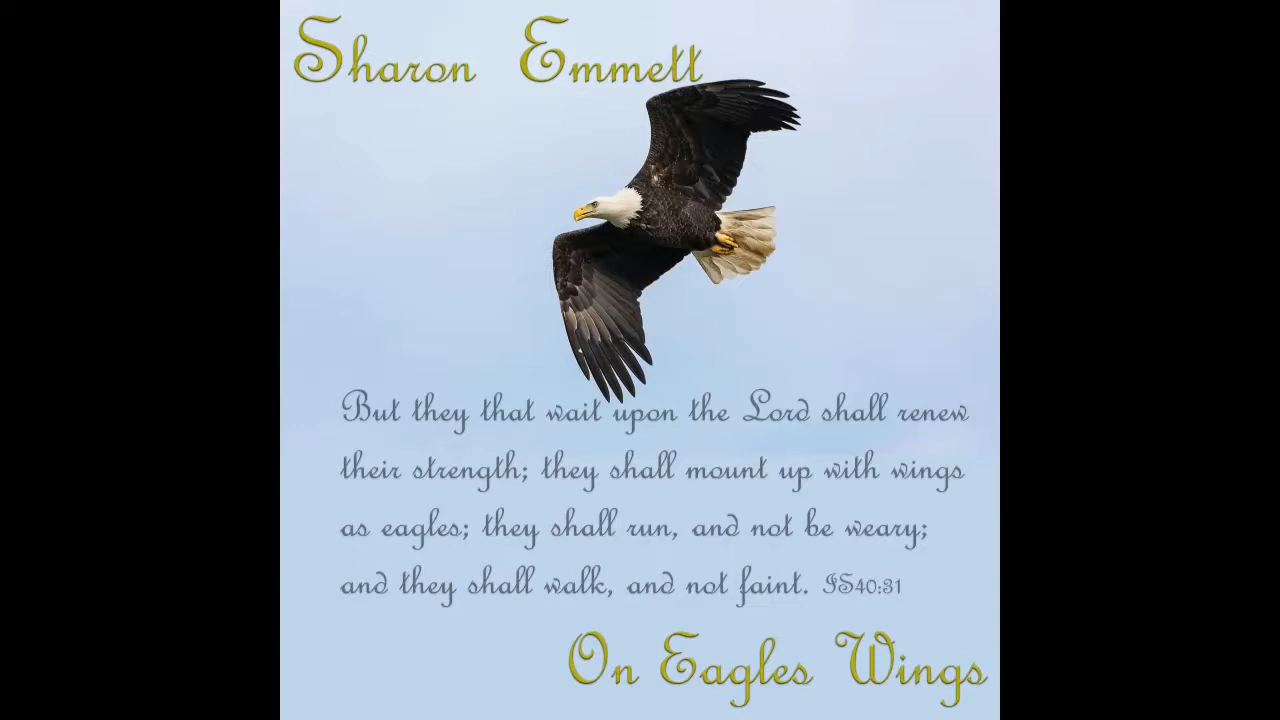 Sharon Emmett
But they that wait upon the Lord shall renew
their strength; they shall mount up with wings
as eagles; they shall run, and not be weary;
and they shall walk, and not faint. IS40:31
On Eagles Wings